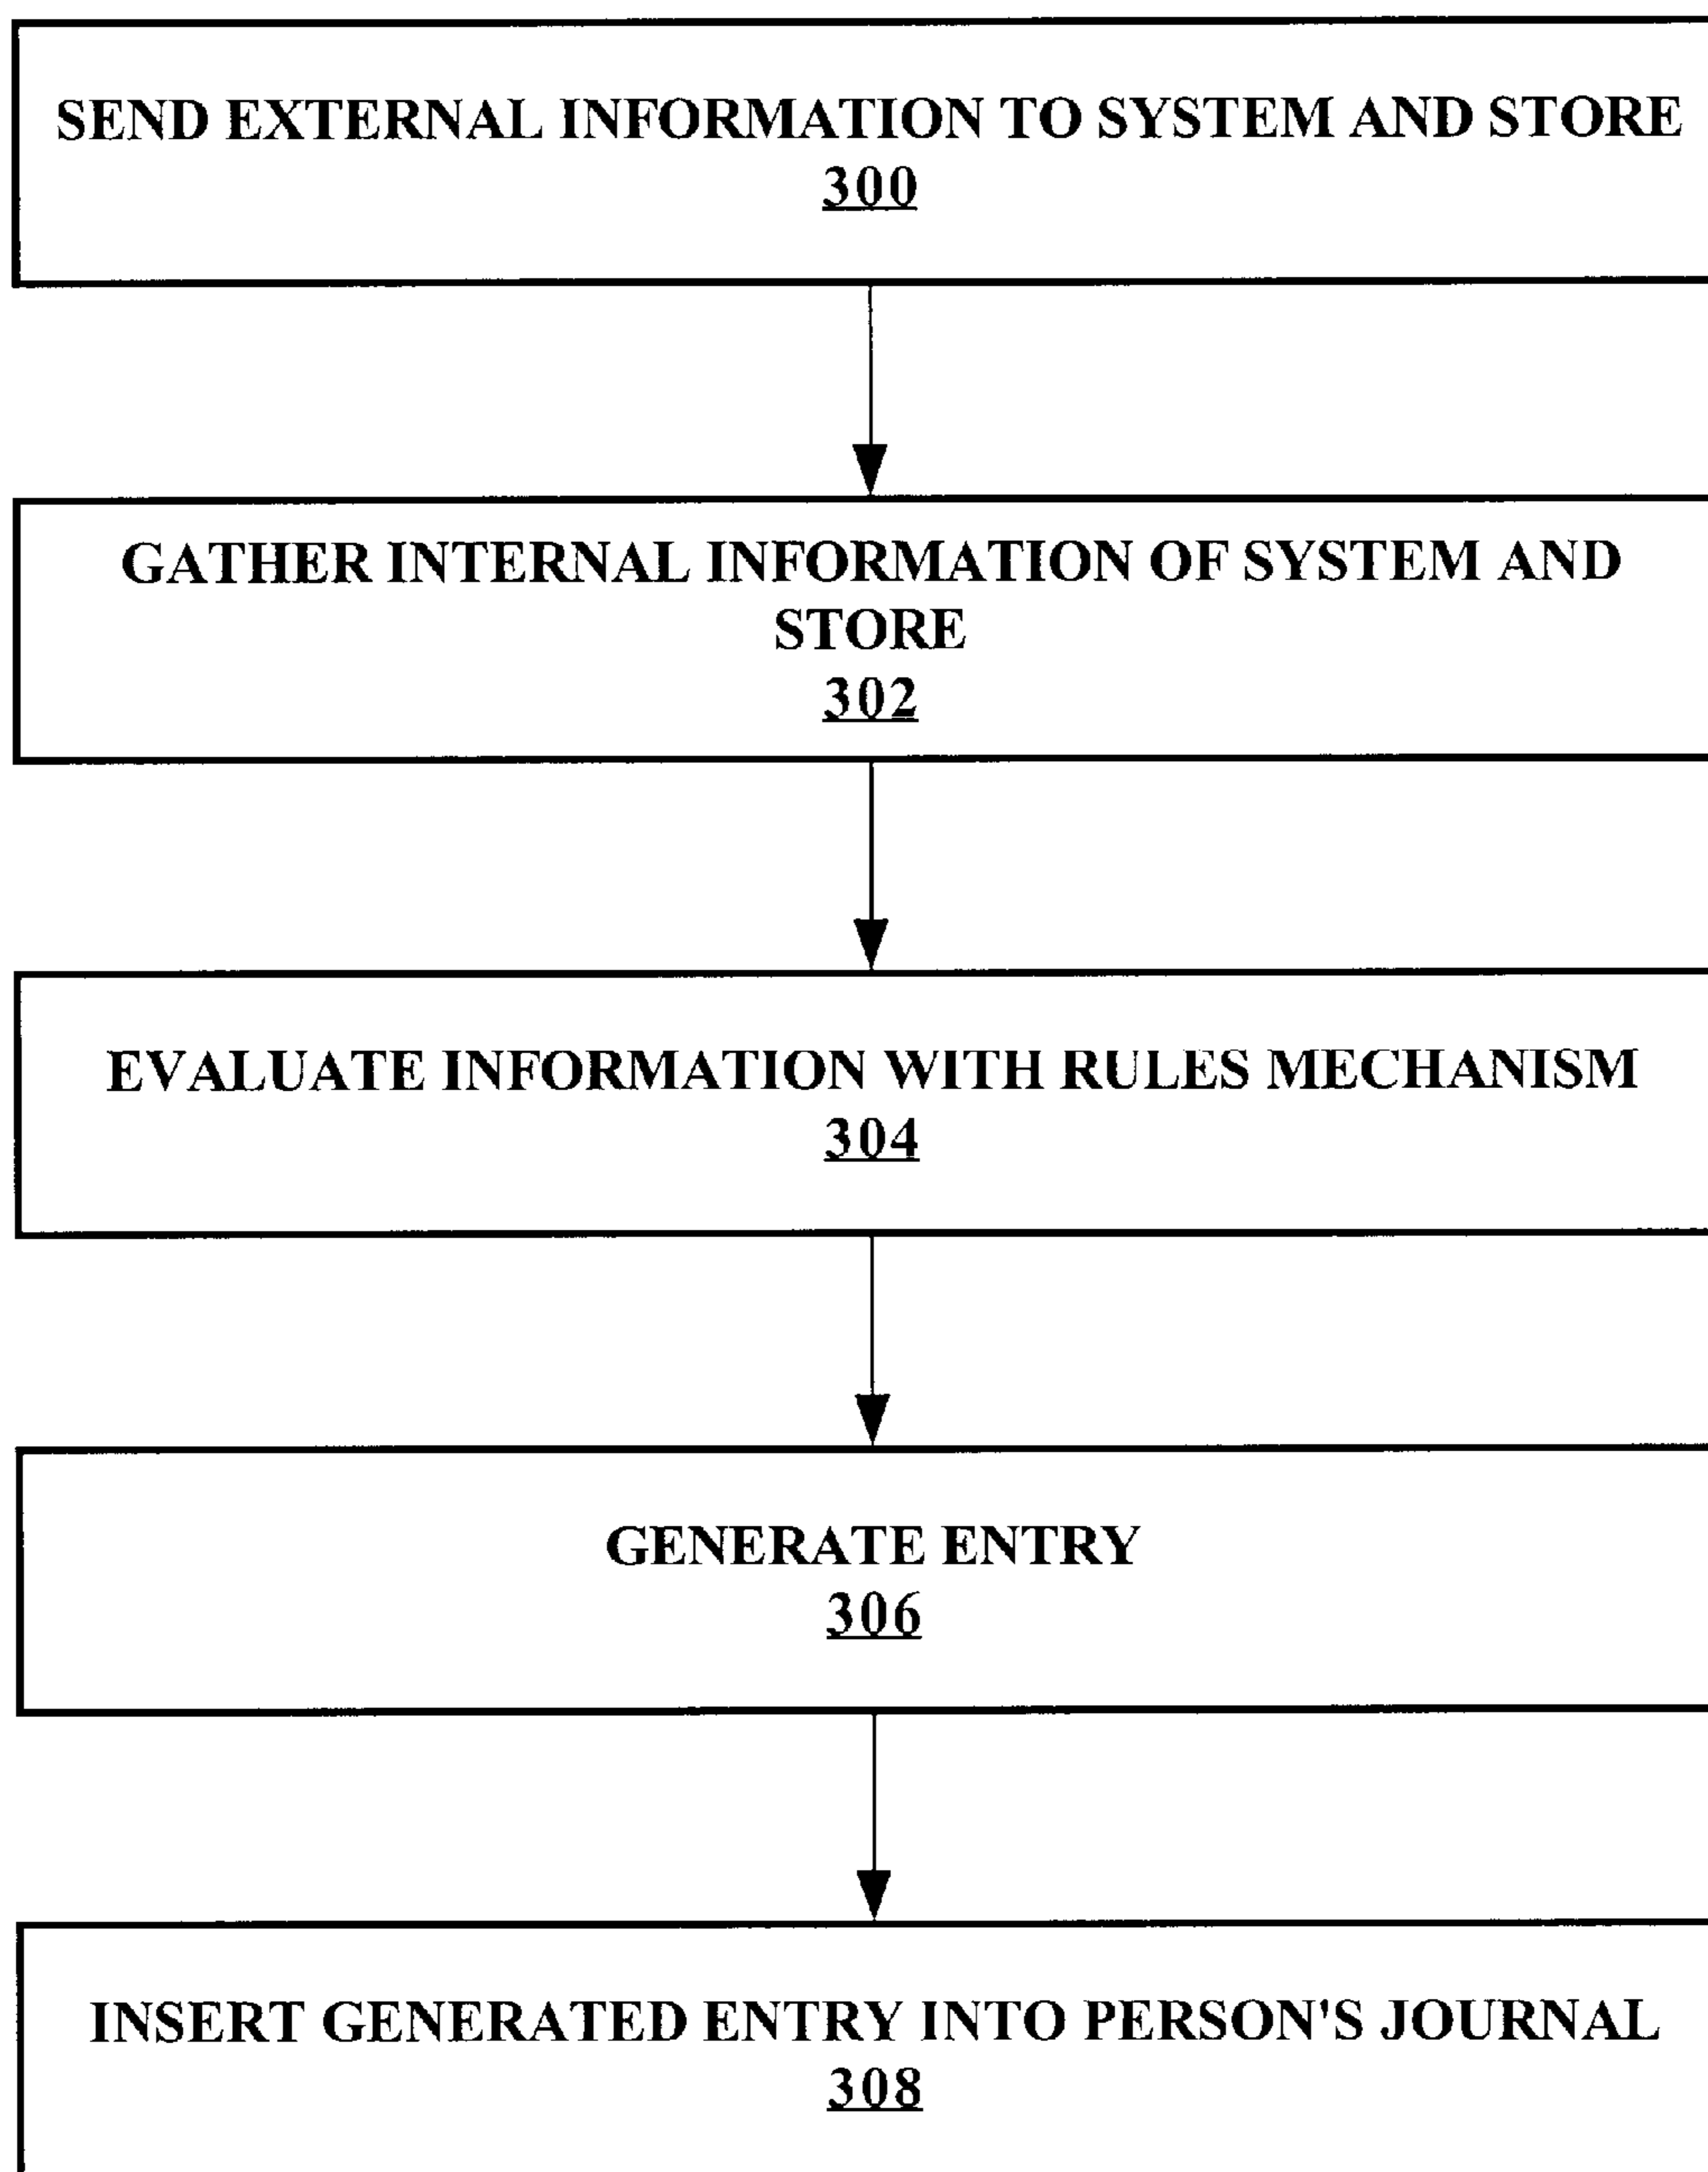 SEND EXTERNAL INFORMATION TO SYSTEM AND STORE
300
GATHER INTERNAL INFORMATION OF SYSTEM AND
STORE
302
EVALUATE INFORMATION WITH RULES MECHANISM
304
GENERATE ENTRY
306
INSERT GENERATED ENTRY INTO PERSON'S JOURNAL
308